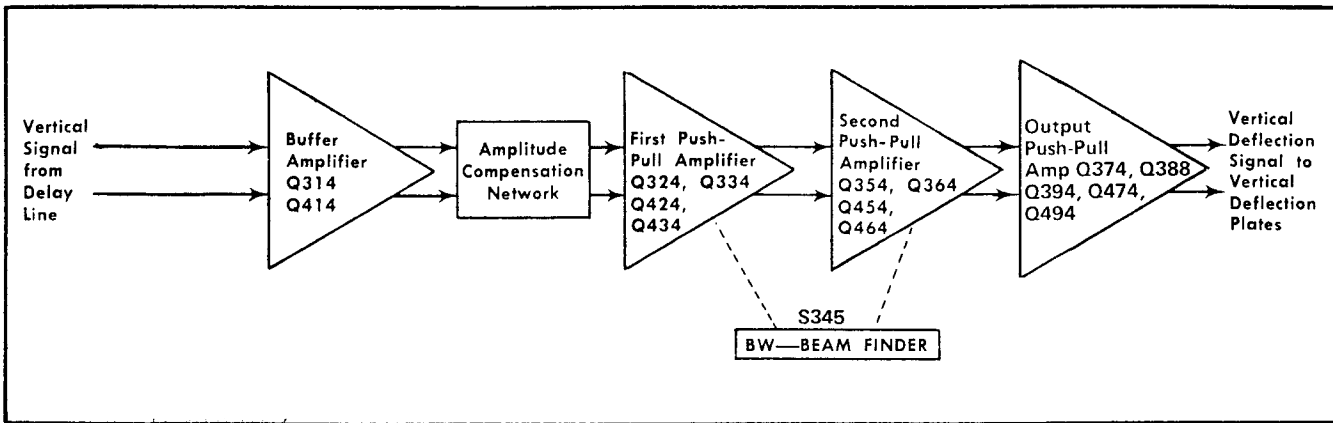 Vertical
Signal
from
Delay
Line
Buffer
Amplifier
Q314
Q414
Amplitude
Compensation
Network
First Push-
Pull Amplifier
Q324, Q334
Q424,
Q434
Second
Push-Pull
Amplifier
Q354, Q364
Q454,
Q464
Output
Push-Pull
Amp Q374, Q388
Q394, Q474,
Q494
Vertical
Deflection
Signal to
Vertical
Deflection
Plates
S345
BW—BEAM FINDER